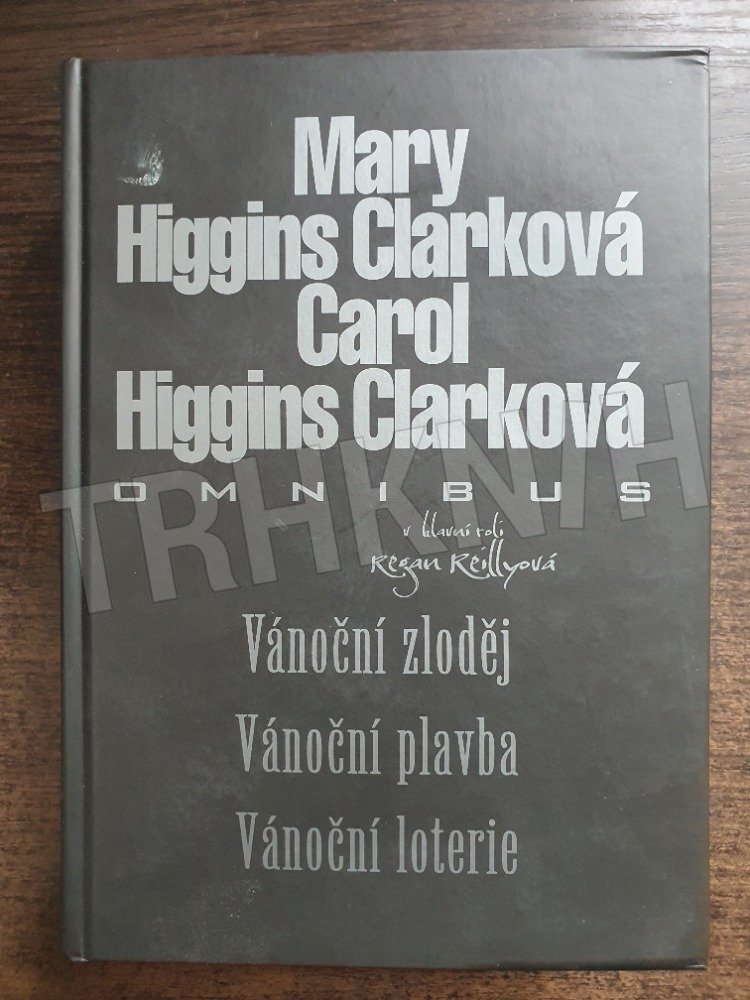 Mary
Higgins Clarková
Carol
Higgins Clarková
OMNIBUS
v hlavní roli
Regan Reillyová
Vánoční zloděj
Vánoční plavba
Vánoční loterie
TRHKNIH